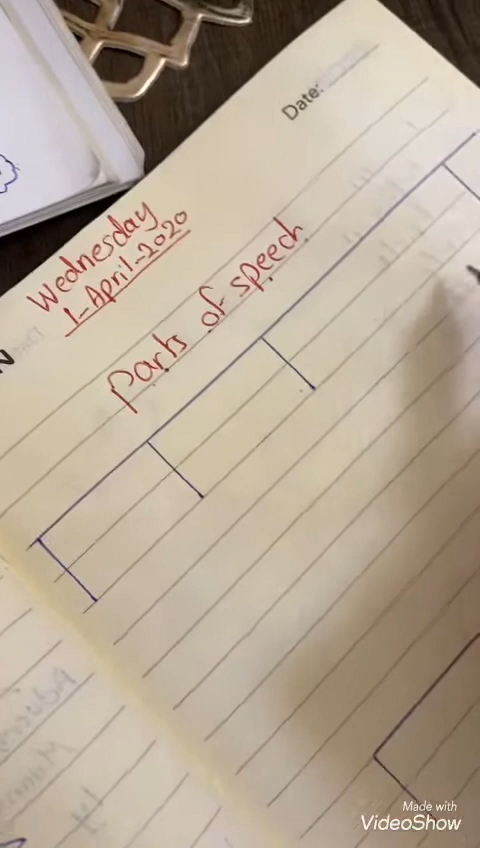 Date:
Wednesday
1-April-2020
Parts of speech
Made with
VideoShow